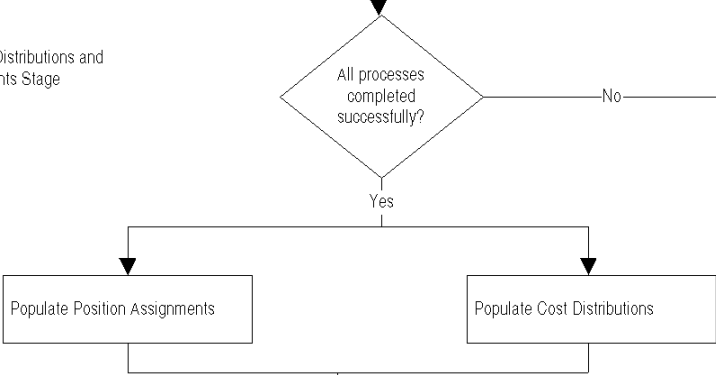 Distributions and
nts Stage
All processes
completed
successfully?
No
Yes
Populate Position Assignments
Populate Cost Distributions